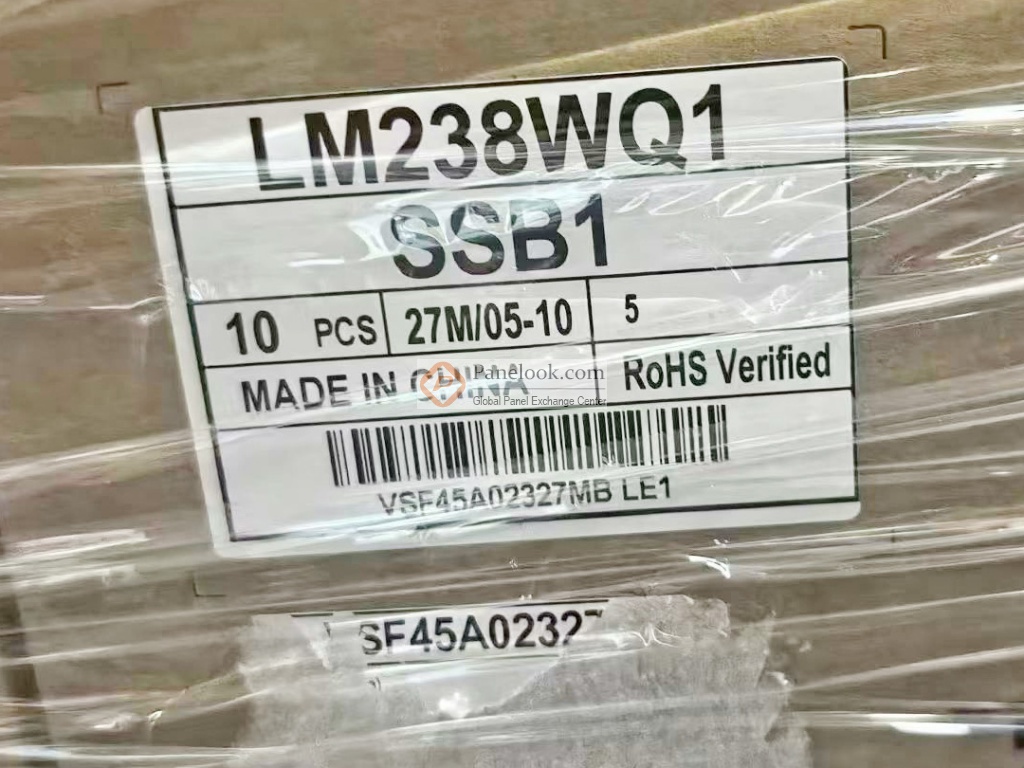 LM238WQ1
SSB1
10 PCS 27M/05-10 5
MADE IN CHINA RoHS Verified
Panelook.com
Global Panel Exchange Center
VSF45A02327MB LE1
SF45A02327